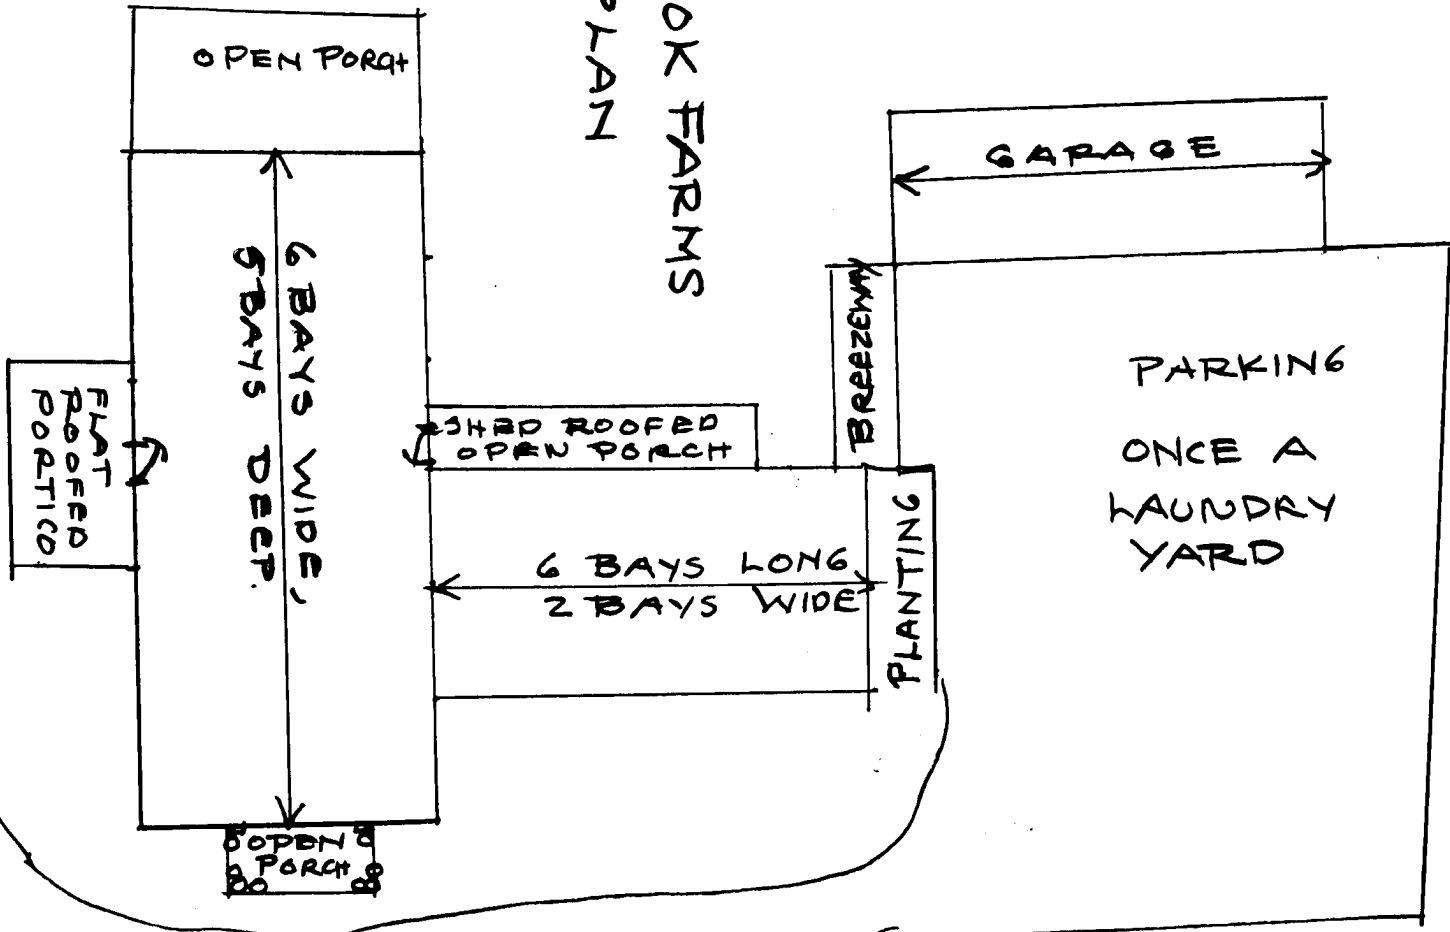 OPEN PORCH
OK FARMS
PLAN
GARAGE
6 BAYS WIDE,
5 BAYS DEEP.
BREEZEWAY
PARKING
ONCE A
LAUNDRY
YARD
FLAT
ROOFED
PORTICO
SHED ROOFED
OPEN PORCH
6 BAYS LONG
2 BAYS WIDE
PLANTING
OPEN
PORCH